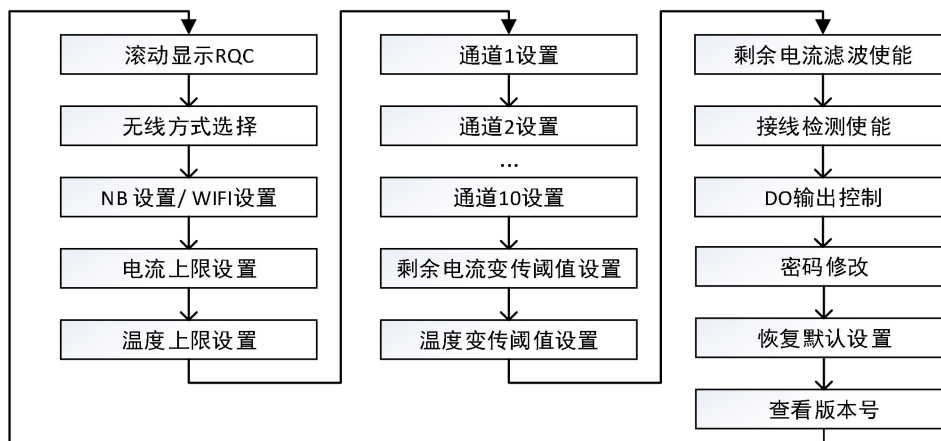 滚动显示RQC
无线方式选择
NB 设置/ WIFI设置
电流上限设置
温度上限设置
通道1设置
通道2设置
...
通道10设置
剩余电流变传阈值设置
温度变传阈值设置
剩余电流滤波使能
接线检测使能
DO输出控制
密码修改
恢复默认设置
查看版本号